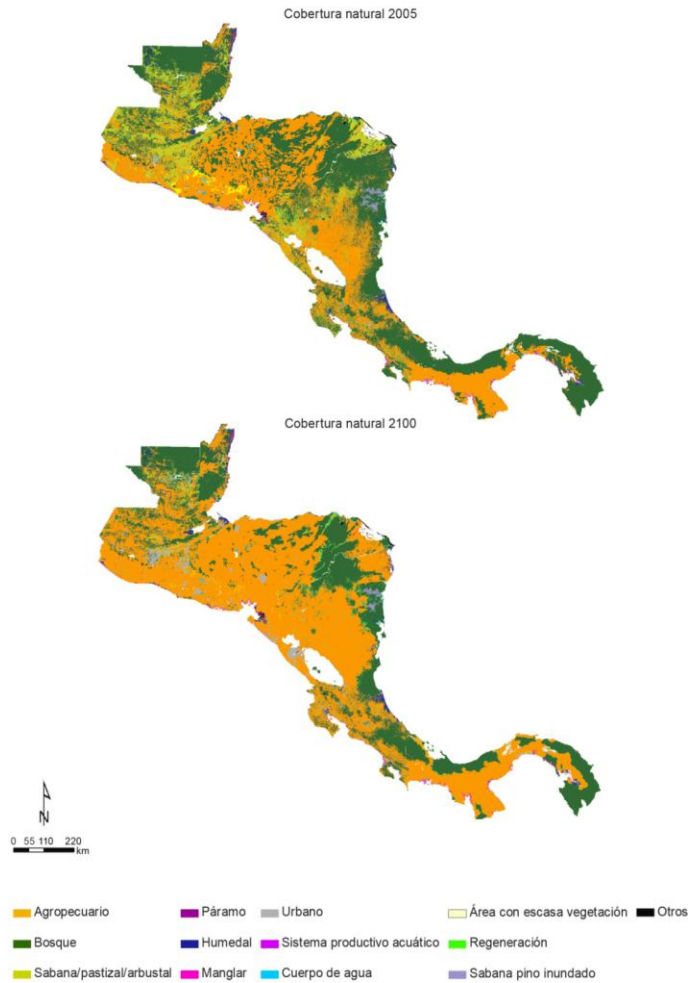 Cobertura natural 2005
Cobertura natural 2100
N
0 55 110 220
km
Agropecuario Páramo Urbano Área con escasa vegetación Otros
Bosque Humedal Sistema productivo acuático Regeneración
Sabana/pastizal/arbustal Manglar Cuerpo de agua Sabana pino inundado